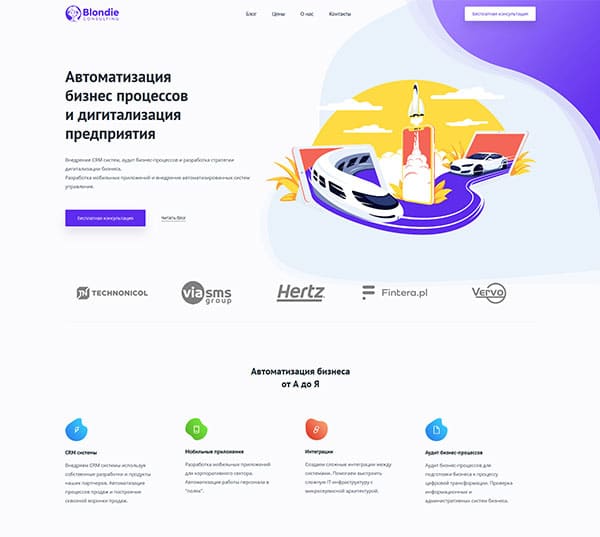 Blondie
CONSULTING
Блог Цены О нас Контакты
Бесплатная консультация
Автоматизация
бизнес процессов
и дигитализация
предприятия
Внедрения CRM систем, аудит бизнес-процессов и разработка стратегии
дигитализации бизнеса.
Разработка мобильных приложений и внедрение автоматизированных систем
управления.
Бесплатная консультация
Читать блог
TECHNONICOL
via sms
group
Hertz
Fintera.pl
Vervo
Автоматизация бизнеса
от А до Я
CRM системы
Внедряем CRM системы используя
собственные разработки и продукты
наших партнеров. Автоматизация
процессов продаж и построение
сквозной воронки продаж.
Мобильные приложения
Разработка мобильных приложений
для корпоративного сектора.
Автоматизация работы персонала в
"полях".
Интеграции
Создаем сложные интеграции между
системами. Помогаем выстроить
сложную IT-инфраструктуру с
микросервисной архитектурой.
Аудит бизнес-процессов
Аудит бизнес-процессов для
подготовки бизнеса к процессу
цифровой трансформации. Проверка
информационных и
административных систем бизнеса.